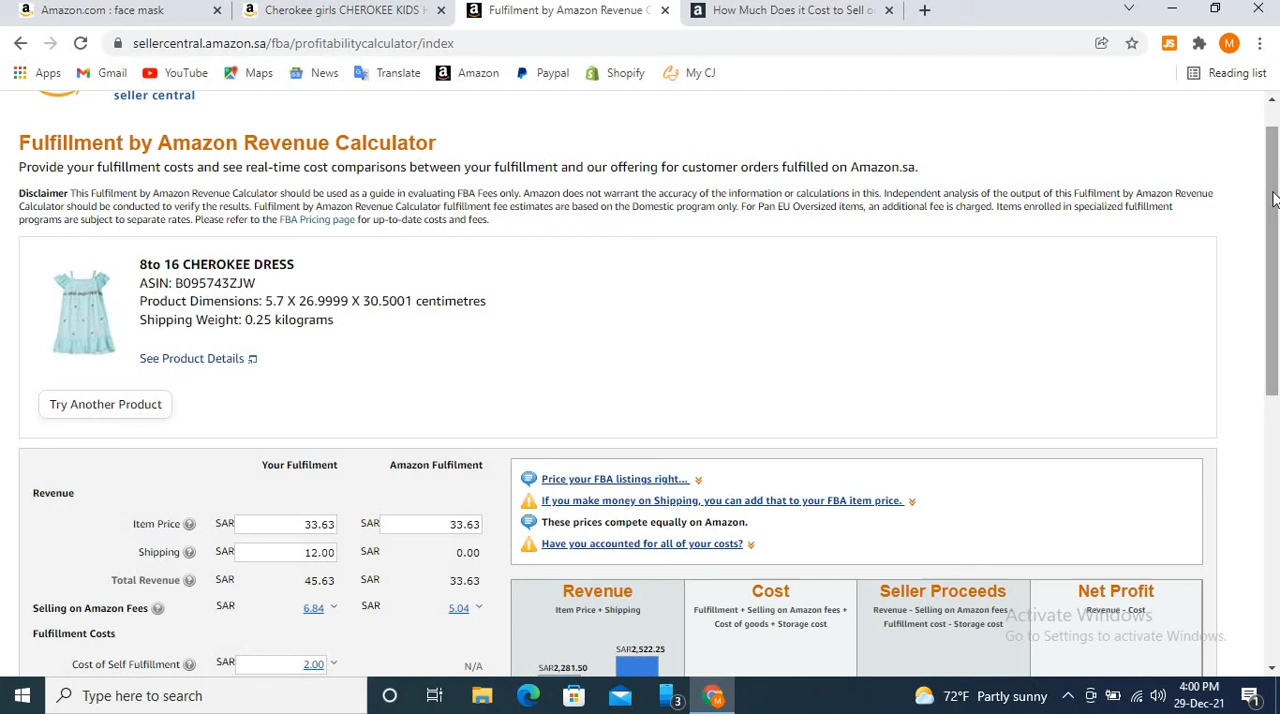 Amazon.com : face mask
Cherokee girls CHEROKEE KIDS H
Fulfilment by Amazon Revenue C
How Much Does it Cost to Sell o
sellercentral.amazon.sa/fba/profitabilitycalculator/index
JS
M
Apps
Gmail
YouTube
Maps
News
Translate
Amazon
Paypal
Shopify
My CJ
Reading list
seller central
Fulfillment by Amazon Revenue Calculator
Provide your fulfillment costs and see real-time cost comparisons between your fulfillment and our offering for customer orders fulfilled on Amazon.sa.
Disclaimer This Fulfilment by Amazon Revenue Calculator should be used as a guide in evaluating FBA Fees only. Amazon does not warrant the accuracy of the information or calculations in this. Independent analysis of the output of this Fulfilment by Amazon Revenue
Calculator should be conducted to verify the results. Fulfilment by Amazon Revenue Calculator fulfillment fee estimates are based on the Domestic program only. For Pan EU Oversized items, an additional fee is charged. Items enrolled in specialized fulfillment
programs are subject to separate rates. Please refer to the FBA Pricing page for up-to-date costs and fees.
8to 16 CHEROKEE DRESS
ASIN: B095743ZJW
Product Dimensions: 5.7 X 26.9999 X 30.5001 centimetres
Shipping Weight: 0.25 kilograms
See Product Details
Try Another Product
Your Fulfilment Amazon Fulfilment
Revenue
Item Price SAR 33.63 SAR 33.63
Shipping SAR 12.00 SAR 0.00
Total Revenue SAR 45.63 SAR 33.63
Selling on Amazon Fees SAR 6.84 SAR 5.04
Fulfillment Costs
Cost of Self Fulfillment SAR 2.00 N/A
Price your FBA listings right...
If you make money on Shipping, you can add that to your FBA item price.
These prices compete equally on Amazon.
Have you accounted for all of your costs?
Revenue
Item Price + Shipping
SAR2,281.50
SAR2,522.25
Cost
Fulfillment + Selling on Amazon fees +
Cost of goods + Storage cost
Seller Proceeds
Revenue - Selling on Amazon fees -
Fulfillment cost - Storage cost
Net Profit
Revenue - Cost
Activate Windows
Go to Settings to activate Windows.
Type here to search
3
M
72°F Partly sunny
4:00 PM
29-Dec-21
1